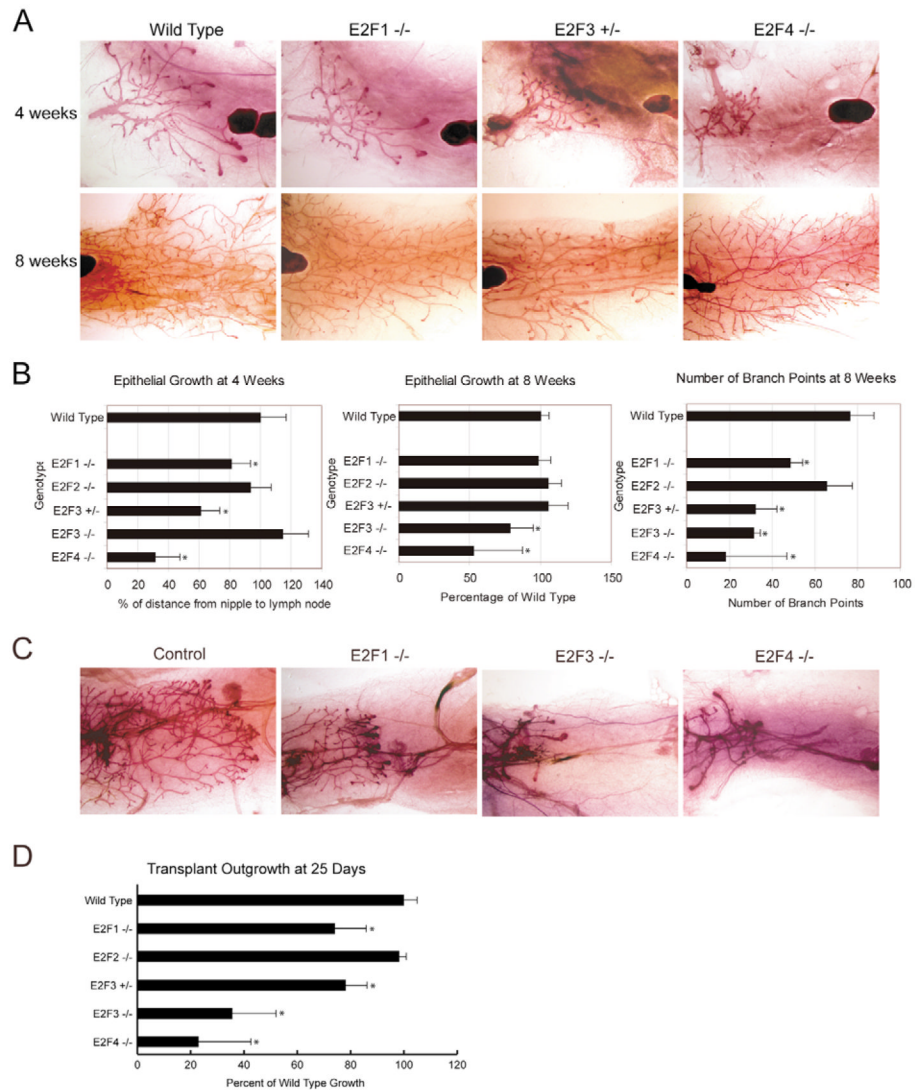 A
Wild Type E2F1 -/- E2F3 +/- E2F4 -/-
4 weeks
8 weeks
B
Epithelial Growth at 4 Weeks
Genotype
Wild Type
E2F1 -/-
E2F2 -/-
E2F3 +/-
E2F3 -/-
E2F4 -/-
*
*
*
0 20 40 60 80 100 120 140
% of distance from nipple to lymph node
Epithelial Growth at 8 Weeks
Genotype
Wild Type
E2F1 -/-
E2F2 -/-
E2F3 +/-
E2F3 -/-
E2F4 -/-
*
*
0 50 100 150
Percentage of Wild Type
Number of Branch Points at 8 Weeks
Genotype
Wild Type
E2F1 -/-
E2F2 -/-
E2F3 +/-
E2F3 -/-
E2F4 -/-
*
*
*
*
0 20 40 60 80 100
Number of Branch Points
C
Control E2F1 -/- E2F3 -/- E2F4 -/-
D
Transplant Outgrowth at 25 Days
Wild Type
E2F1 -/-
E2F2 -/-
E2F3 +/-
E2F3 -/-
E2F4 -/-
*
*
*
*
0 20 40 60 80 100 120
Percent of Wild Type Growth